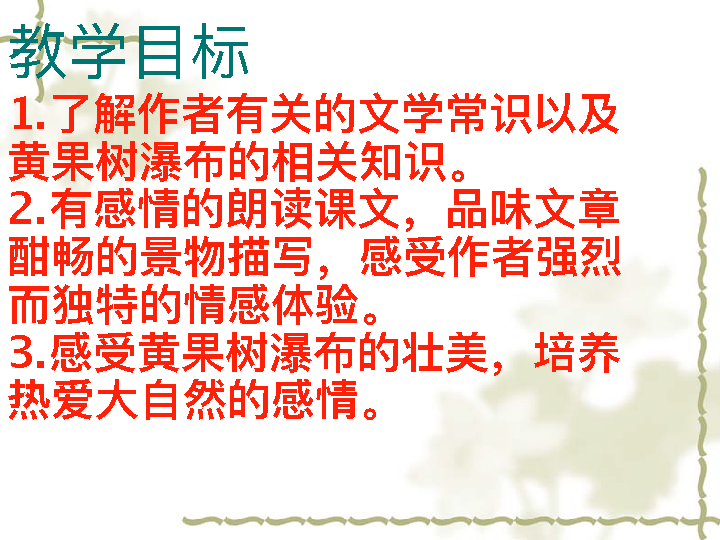 教学目标
1.了解作者有关的文学常识以及
黄果树瀑布的相关知识。
2.有感情的朗读课文，品味文章
酣畅的景物描写，感受作者强烈
而独特的情感体验。
3.感受黄果树瀑布的壮美，培养
热爱大自然的感情。